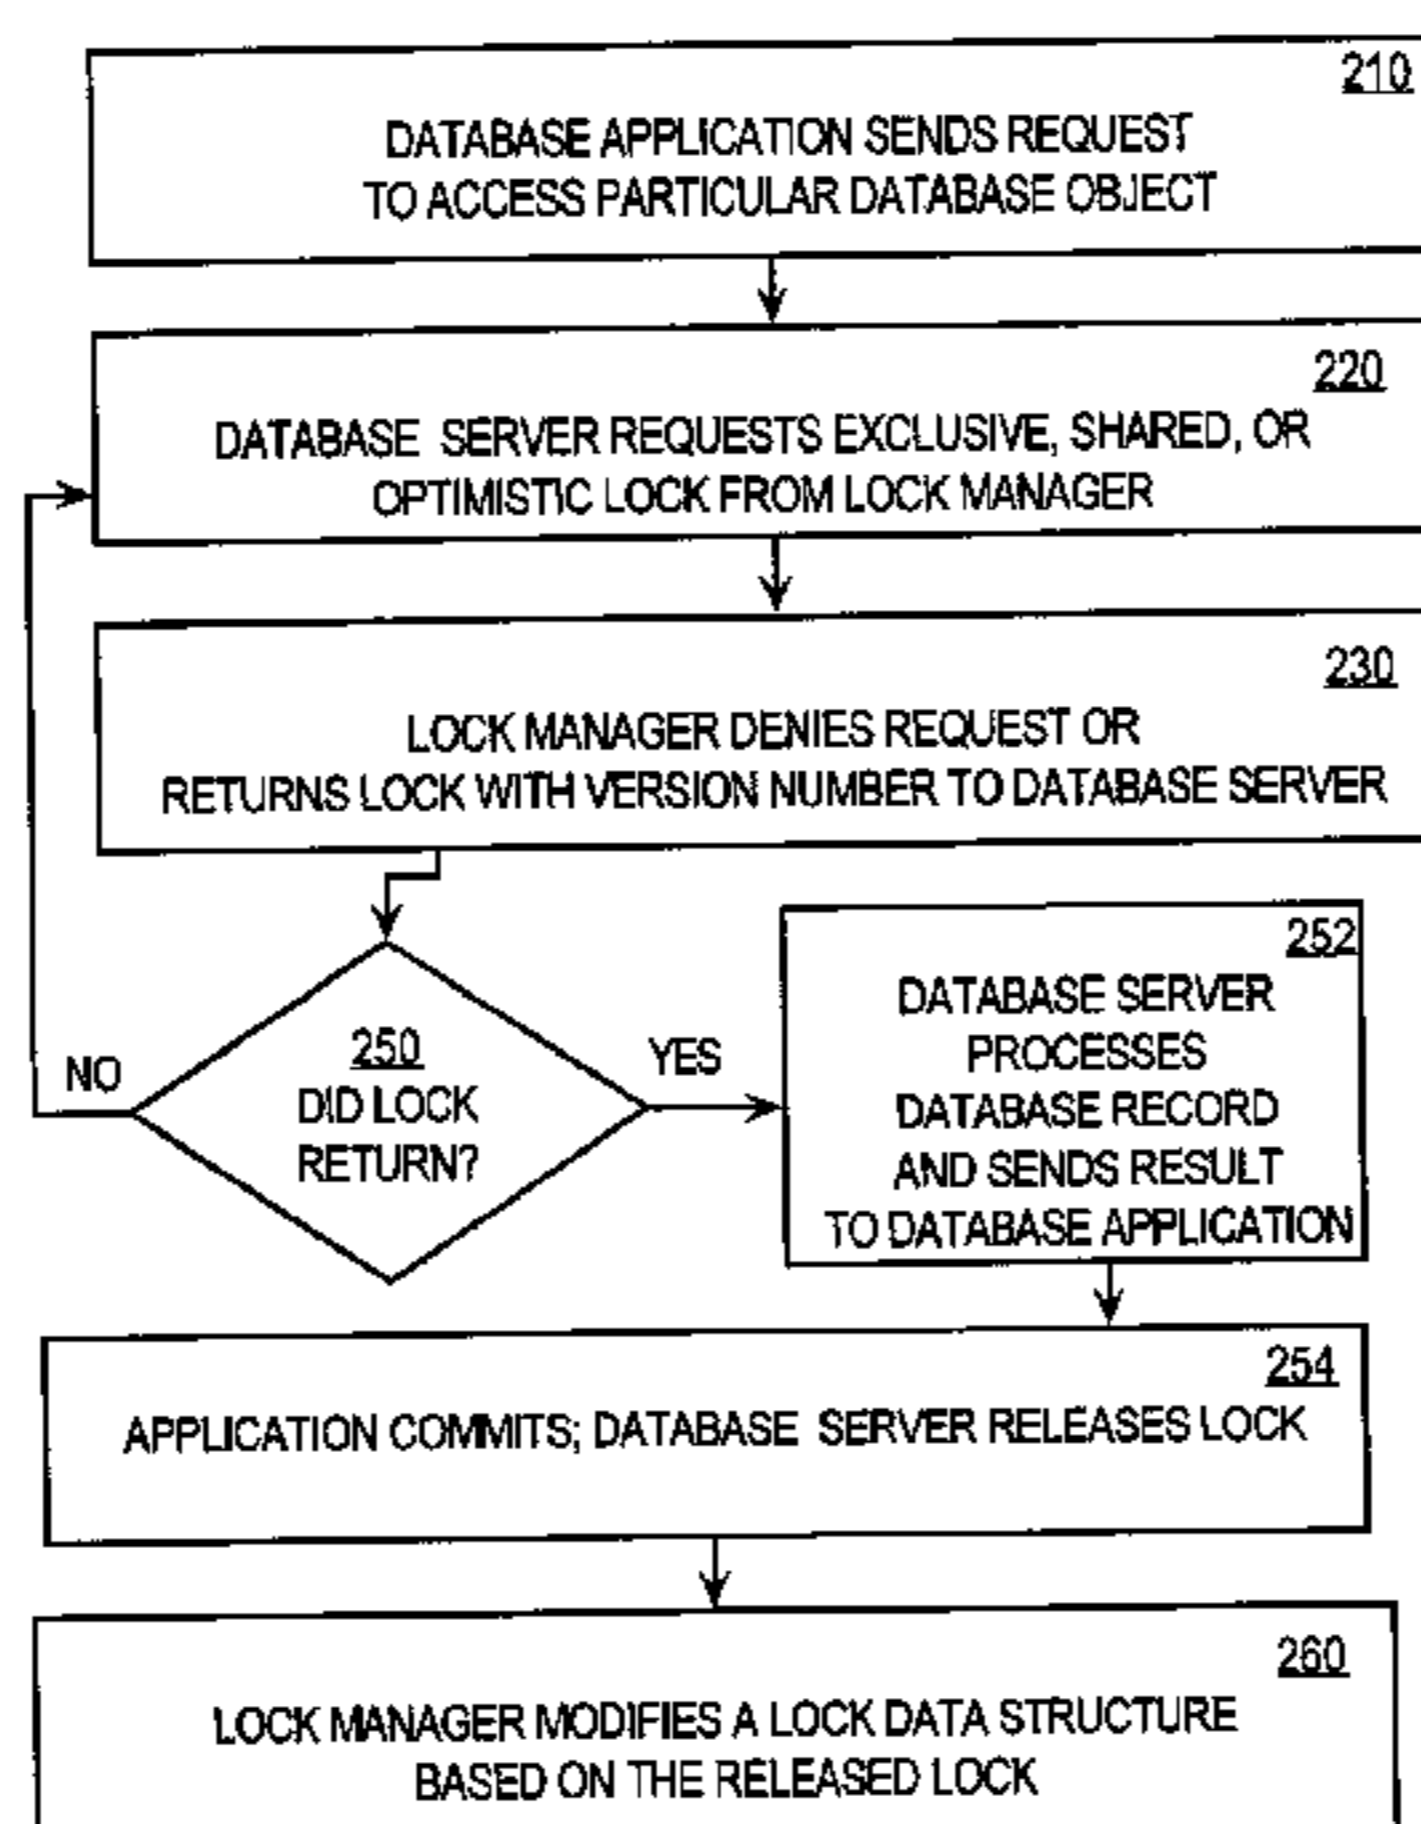 210
DATABASE APPLICATION SENDS REQUEST
TO ACCESS PARTICULAR DATABASE OBJECT
220
DATABASE SERVER REQUESTS EXCLUSIVE, SHARED, OR
OPTIMISTIC LOCK FROM LOCK MANAGER
230
LOCK MANAGER DENIES REQUEST OR
RETURNS LOCK WITH VERSION NUMBER TO DATABASE SERVER
NO
250
DID LOCK
RETURN?
YES
252
DATABASE SERVER
PROCESSES
DATABASE RECORD
AND SENDS RESULT
TO DATABASE APPLICATION
254
APPLICATION COMMITS; DATABASE SERVER RELEASES LOCK
260
LOCK MANAGER MODIFIES A LOCK DATA STRUCTURE
BASED ON THE RELEASED LOCK